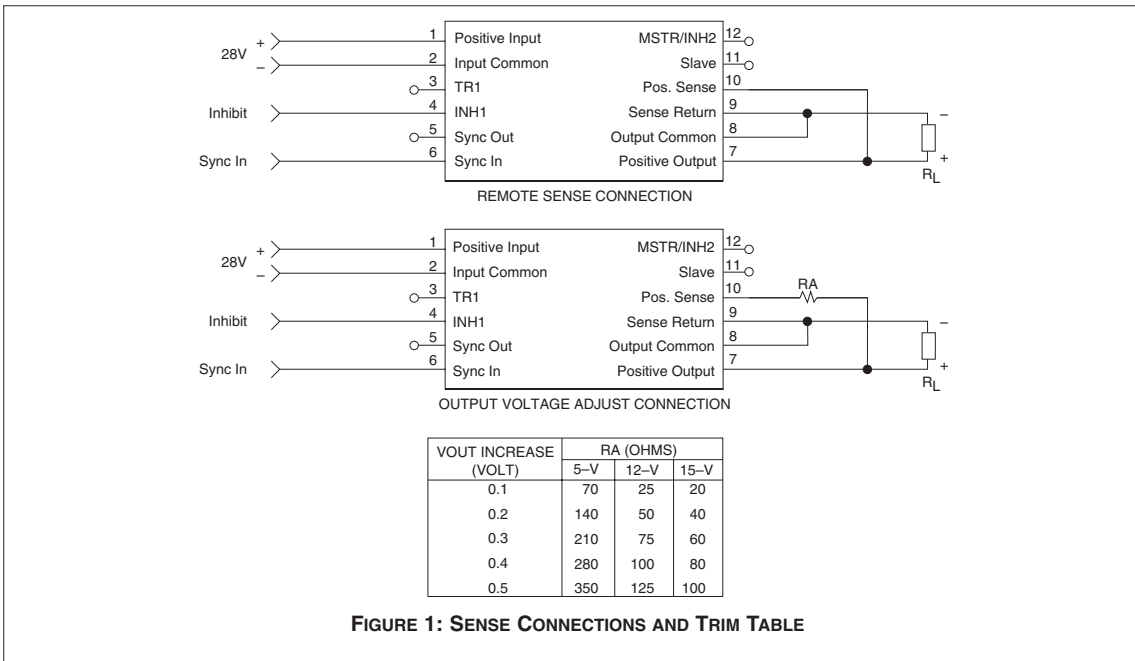 1 Positive Input MSTR/INH2 12
28V + –
2 Input Common Slave 11
3 TR1 Pos. Sense 10
Inhibit 4 INH1 Sense Return 9 –
5 Sync Out Output Common 8
Sync In 6 Sync In Positive Output 7 +
RL
REMOTE SENSE CONNECTION
1 Positive Input MSTR/INH2 12
28V + –
2 Input Common Slave 11
3 TR1 Pos. Sense 10 RA
Inhibit 4 INH1 Sense Return 9 –
5 Sync Out Output Common 8
Sync In 6 Sync In Positive Output 7 +
RL
OUTPUT VOLTAGE ADJUST CONNECTION
VOUT INCREASE RA (OHMS)
(VOLT) 5–V 12–V 15–V
0.1 70 25 20
0.2 140 50 40
0.3 210 75 60
0.4 280 100 80
0.5 350 125 100
FIGURE 1: SENSE CONNECTIONS AND TRIM TABLE